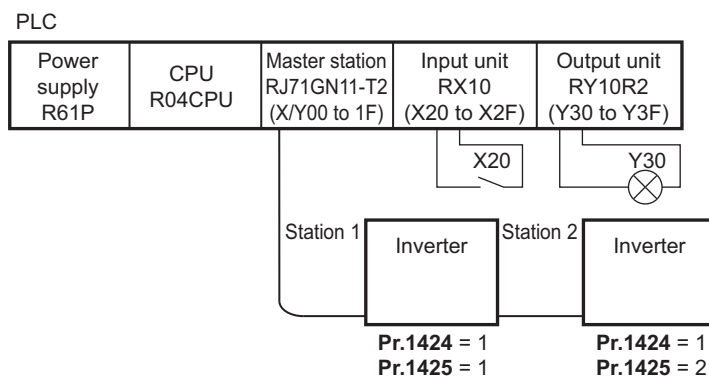 PLC
Power
supply
R61P
CPU
R04CPU
Master station
RJ71GN11-T2
(X/Y00 to 1F)
Input unit
RX10
(X20 to X2F)
Output unit
RY10R2
(Y30 to Y3F)
X20
Y30
Station 1
Inverter
Station 2
Inverter
Pr.1424 = 1
Pr.1425 = 1
Pr.1424 = 1
Pr.1425 = 2